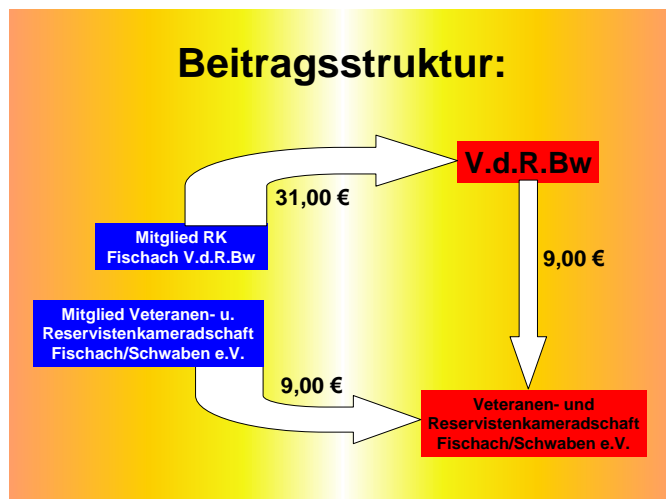 Beitragsstruktur:
V.d.R.Bw
31,00 €
Mitglied RK
Fischach V.d.R.Bw
9,00 €
Mitglied Veteranen- u.
Reservistenkameradschaft
Fischach/Schwaben e.V.
9,00 €
Veteranen- und
Reservistenkameradschaft
Fischach/Schwaben e.V.